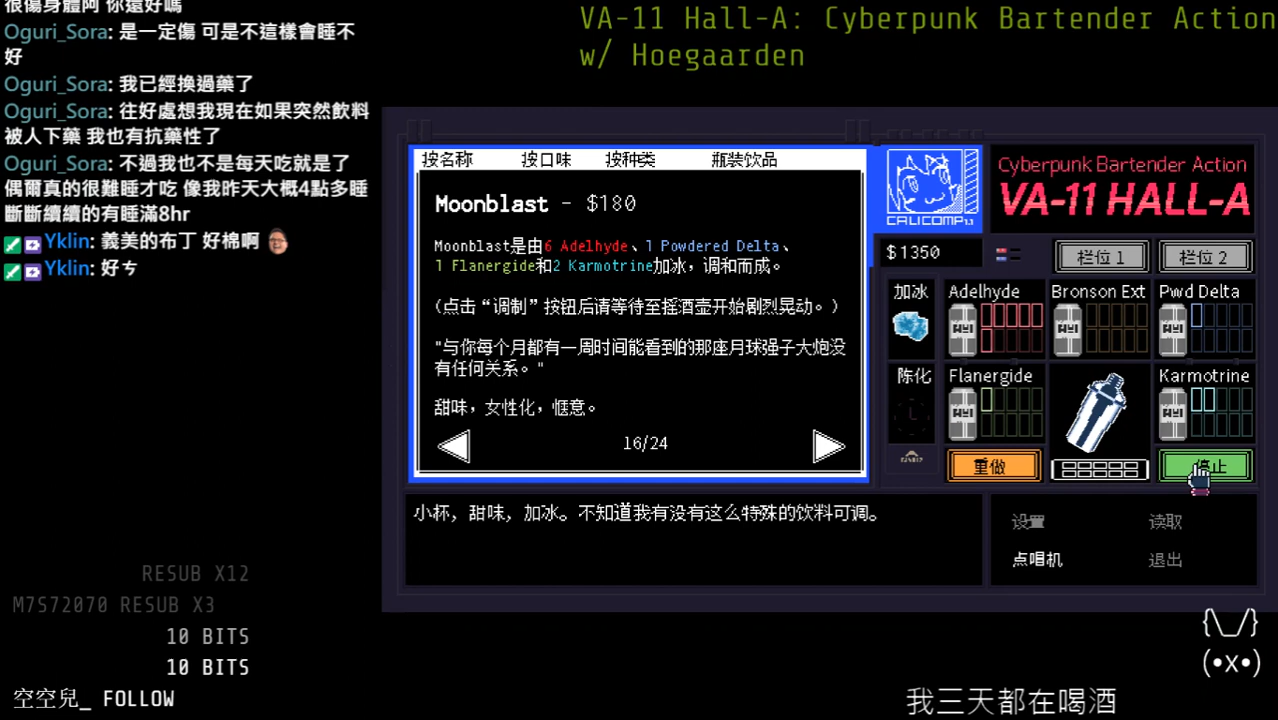 很傷身體阿 你還好嗎
Oguri_Sora: 是一定傷 可是不這樣會睡不
好
Oguri_Sora: 我已經換過藥了
Oguri_Sora: 往好處想我現在如果突然飲料
被人下藥 我也有抗藥性了
Oguri_Sora: 不過我也不是每天吃就是了
偶爾真的很難睡才吃 像我昨天大概4點多睡
斷斷續續的有睡滿8hr
Yklin: 義美的布丁 好棉啊
Yklin: 好ㄘ
RESUB X12
M7S72070 RESUB X3
10 BITS
10 BITS
空空兒_ FOLLOW
VA-11 Hall-A: Cyberpunk Bartender Action
w/ Hoegaarden
按名称 按口味 按种类 瓶装饮品
Moonblast - $180
Moonblast是由6 Adelhyde、1 Powdered Delta、
1 Flanergide和2 Karmotrine加冰，调和而成。
(点击“调制”按钮后请等待至摇酒壶开始剧烈晃动。)
"与你每个月都有一周时间能看到的那座月球强子大炮没
有任何关系。"
甜味，女性化，惬意。
16/24
CALICOMP
Cyberpunk Bartender Action
VA-11 HALL-A
$1350 栏位1 栏位2
加冰 Adelhyde Bronson Ext Pwd Delta
陈化 Flanergide Karmotrine
重做 停止
小杯，甜味，加冰。不知道我有没有这么特殊的饮料可调。
设置 读取
点唱机 退出
{\_/}
(•x•)
我三天都在喝酒